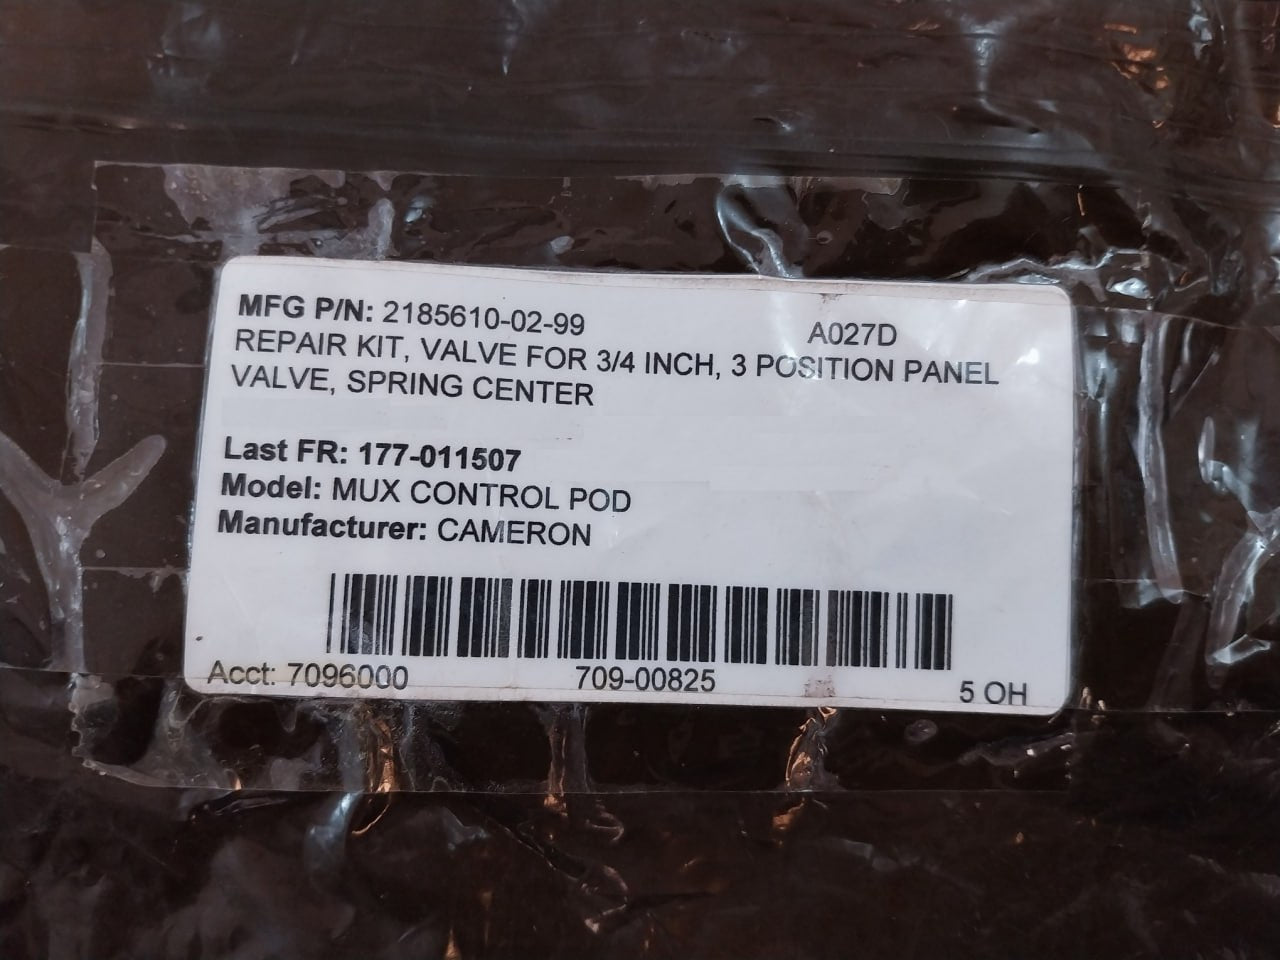 MFG P/N: 2185610-02-99 A027D
REPAIR KIT, VALVE FOR 3/4 INCH, 3 POSITION PANEL
VALVE, SPRING CENTER
Last FR: 177-011507
Model: MUX CONTROL POD
Manufacturer: CAMERON
Acct: 7096000 709-00825 5 OH